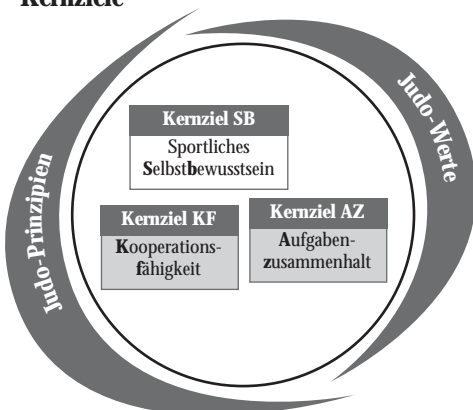 Kernziele
Judo-Werte
Judo-Prinzipien
Kernziel SB
Sportliches
Selbstbewusstsein
Kernziel KF
Kooperations-
fähigkeit
Kernziel AZ
Aufgaben-
zusammenhalt